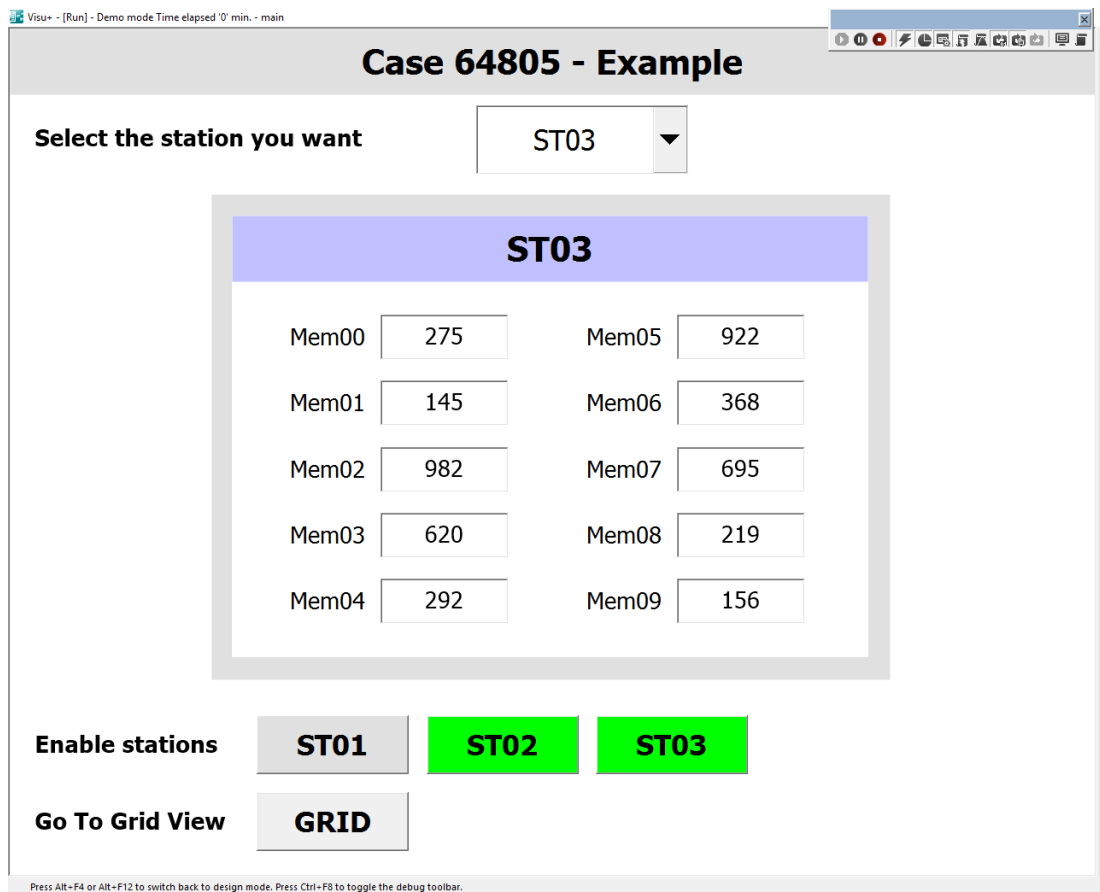 Visu+ - [Run] - Demo mode Time elapsed '0' min. - main
Case 64805 - Example
Select the station you want ST03
ST03
Mem00 275 Mem05 922
Mem01 145 Mem06 368
Mem02 982 Mem07 695
Mem03 620 Mem08 219
Mem04 292 Mem09 156
Enable stations ST01 ST02 ST03
Go To Grid View GRID
Press Alt+F4 or Alt+F12 to switch back to design mode. Press Ctrl+F8 to toggle the debug toolbar.